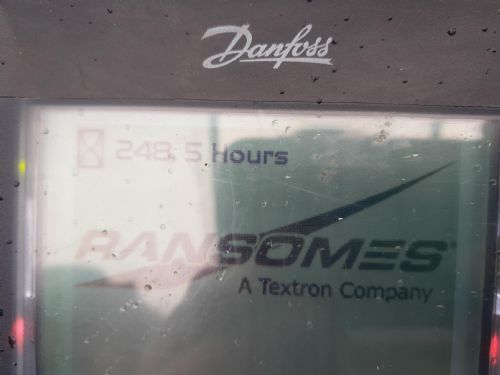 Danfoss
248.5 Hours
RANSOMES
A Textron Company